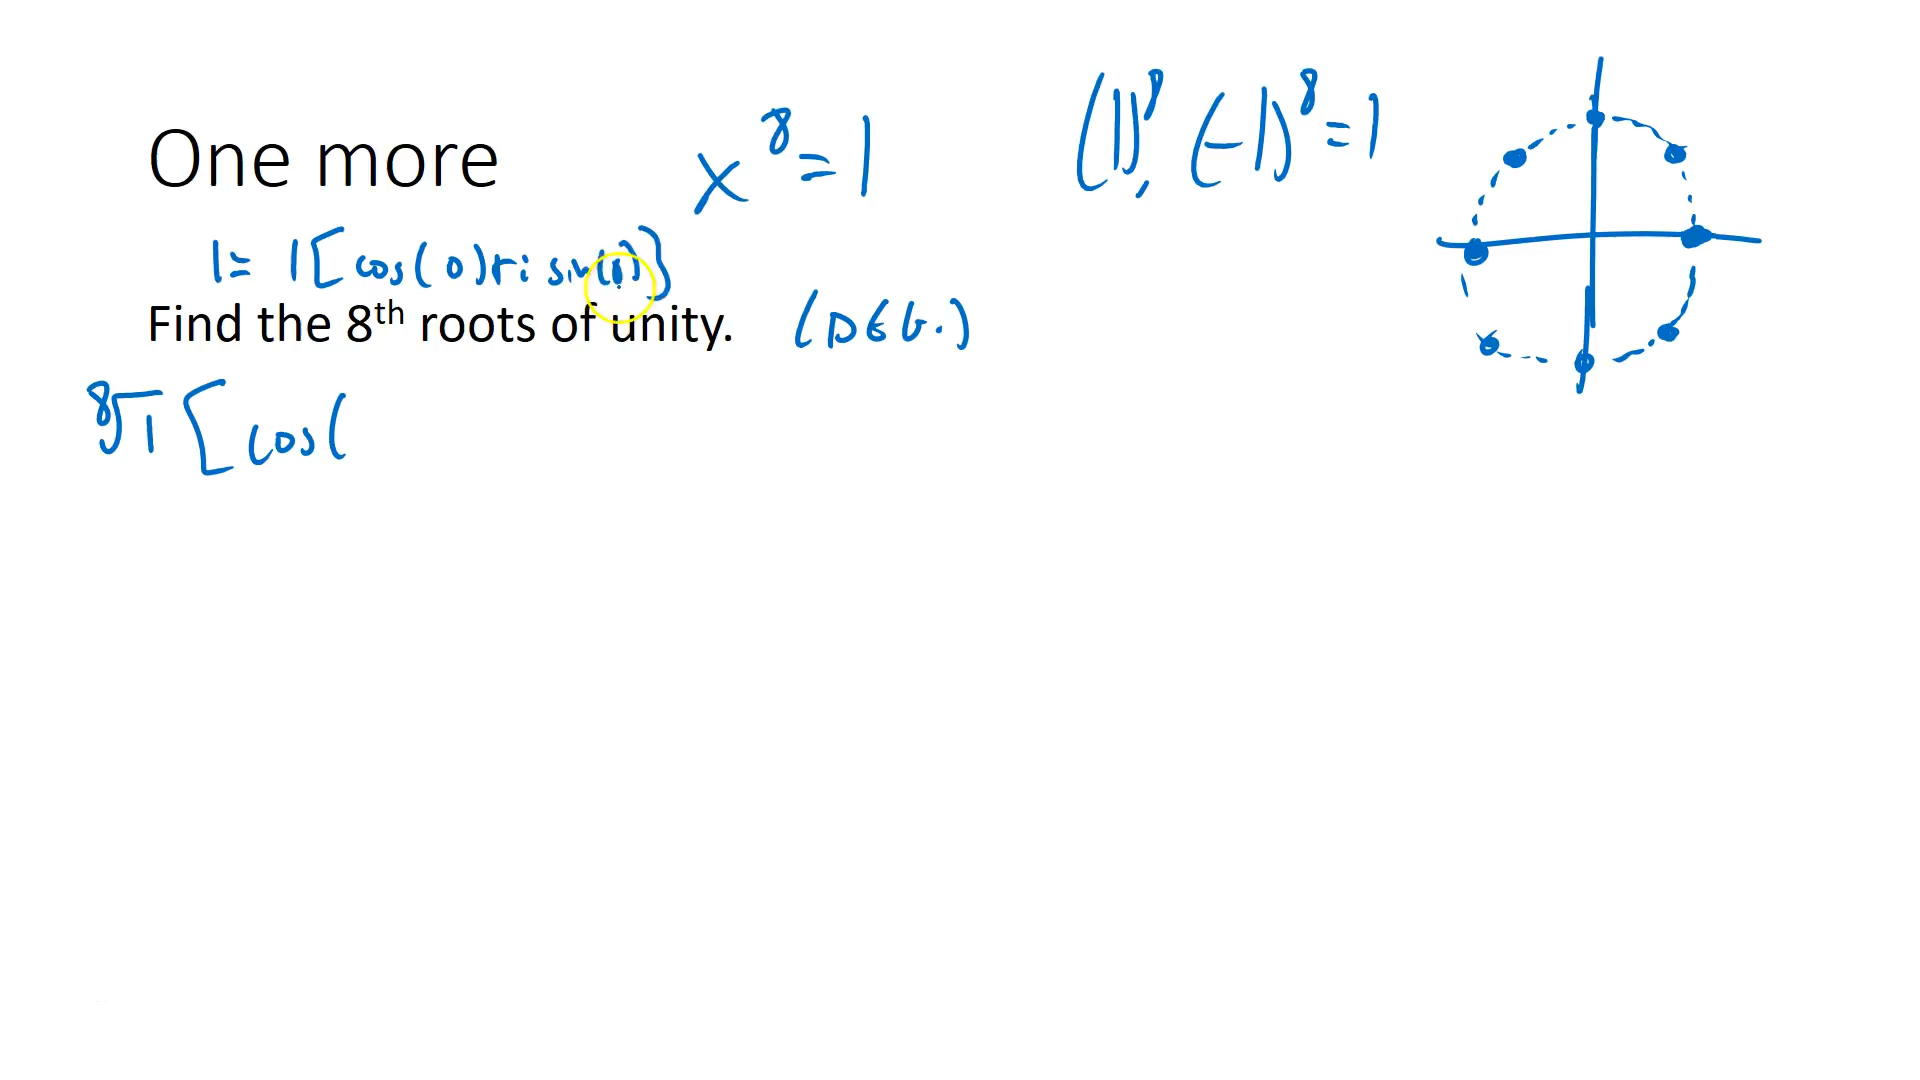 One more
x⁸ = 1
(1)⁸, (-1)⁸ = 1
1 = 1[cos(0)+i sin(0)]
Find the 8ᵗʰ roots of unity.
(DEG.)
⁸√1 [cos(